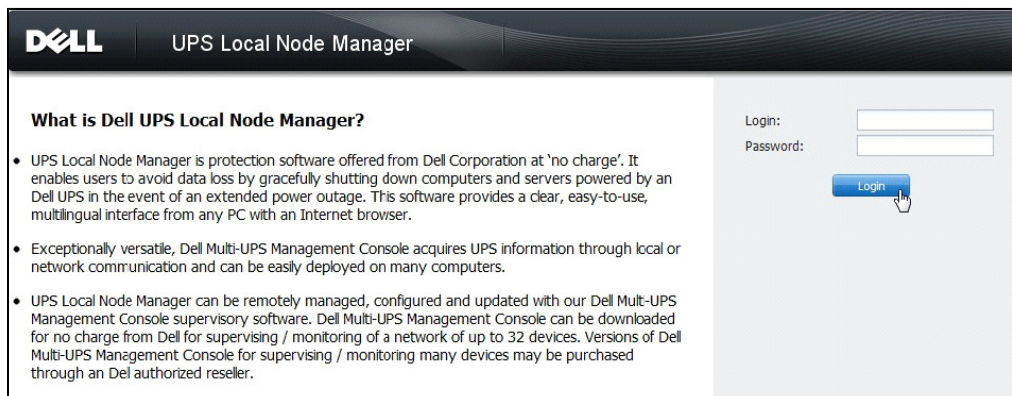 DELL UPS Local Node Manager
What is Dell UPS Local Node Manager?
• UPS Local Node Manager is protection software offered from Dell Corporation at 'no charge'. It
enables users to avoid data loss by gracefully shutting down computers and servers powered by an
Dell UPS in the event of an extended power outage. This software provides a clear, easy-to-use,
multilingual interface from any PC with an Internet browser.
• Exceptionally versatile, Dell Multi-UPS Management Console acquires UPS information through local or
network communication and can be easily deployed on many computers.
• UPS Local Node Manager can be remotely managed, configured and updated with our Dell Mult-UPS
Management Console supervisory software. Dell Multi-UPS Management Console can be downloaded
for no charge from Dell for supervising / monitoring of a network of up to 32 devices. Versions of Dell
Multi-UPS Management Console for supervising / monitoring many devices may be purchased
through an Del authorized reseller.
Login:
Password:
Login